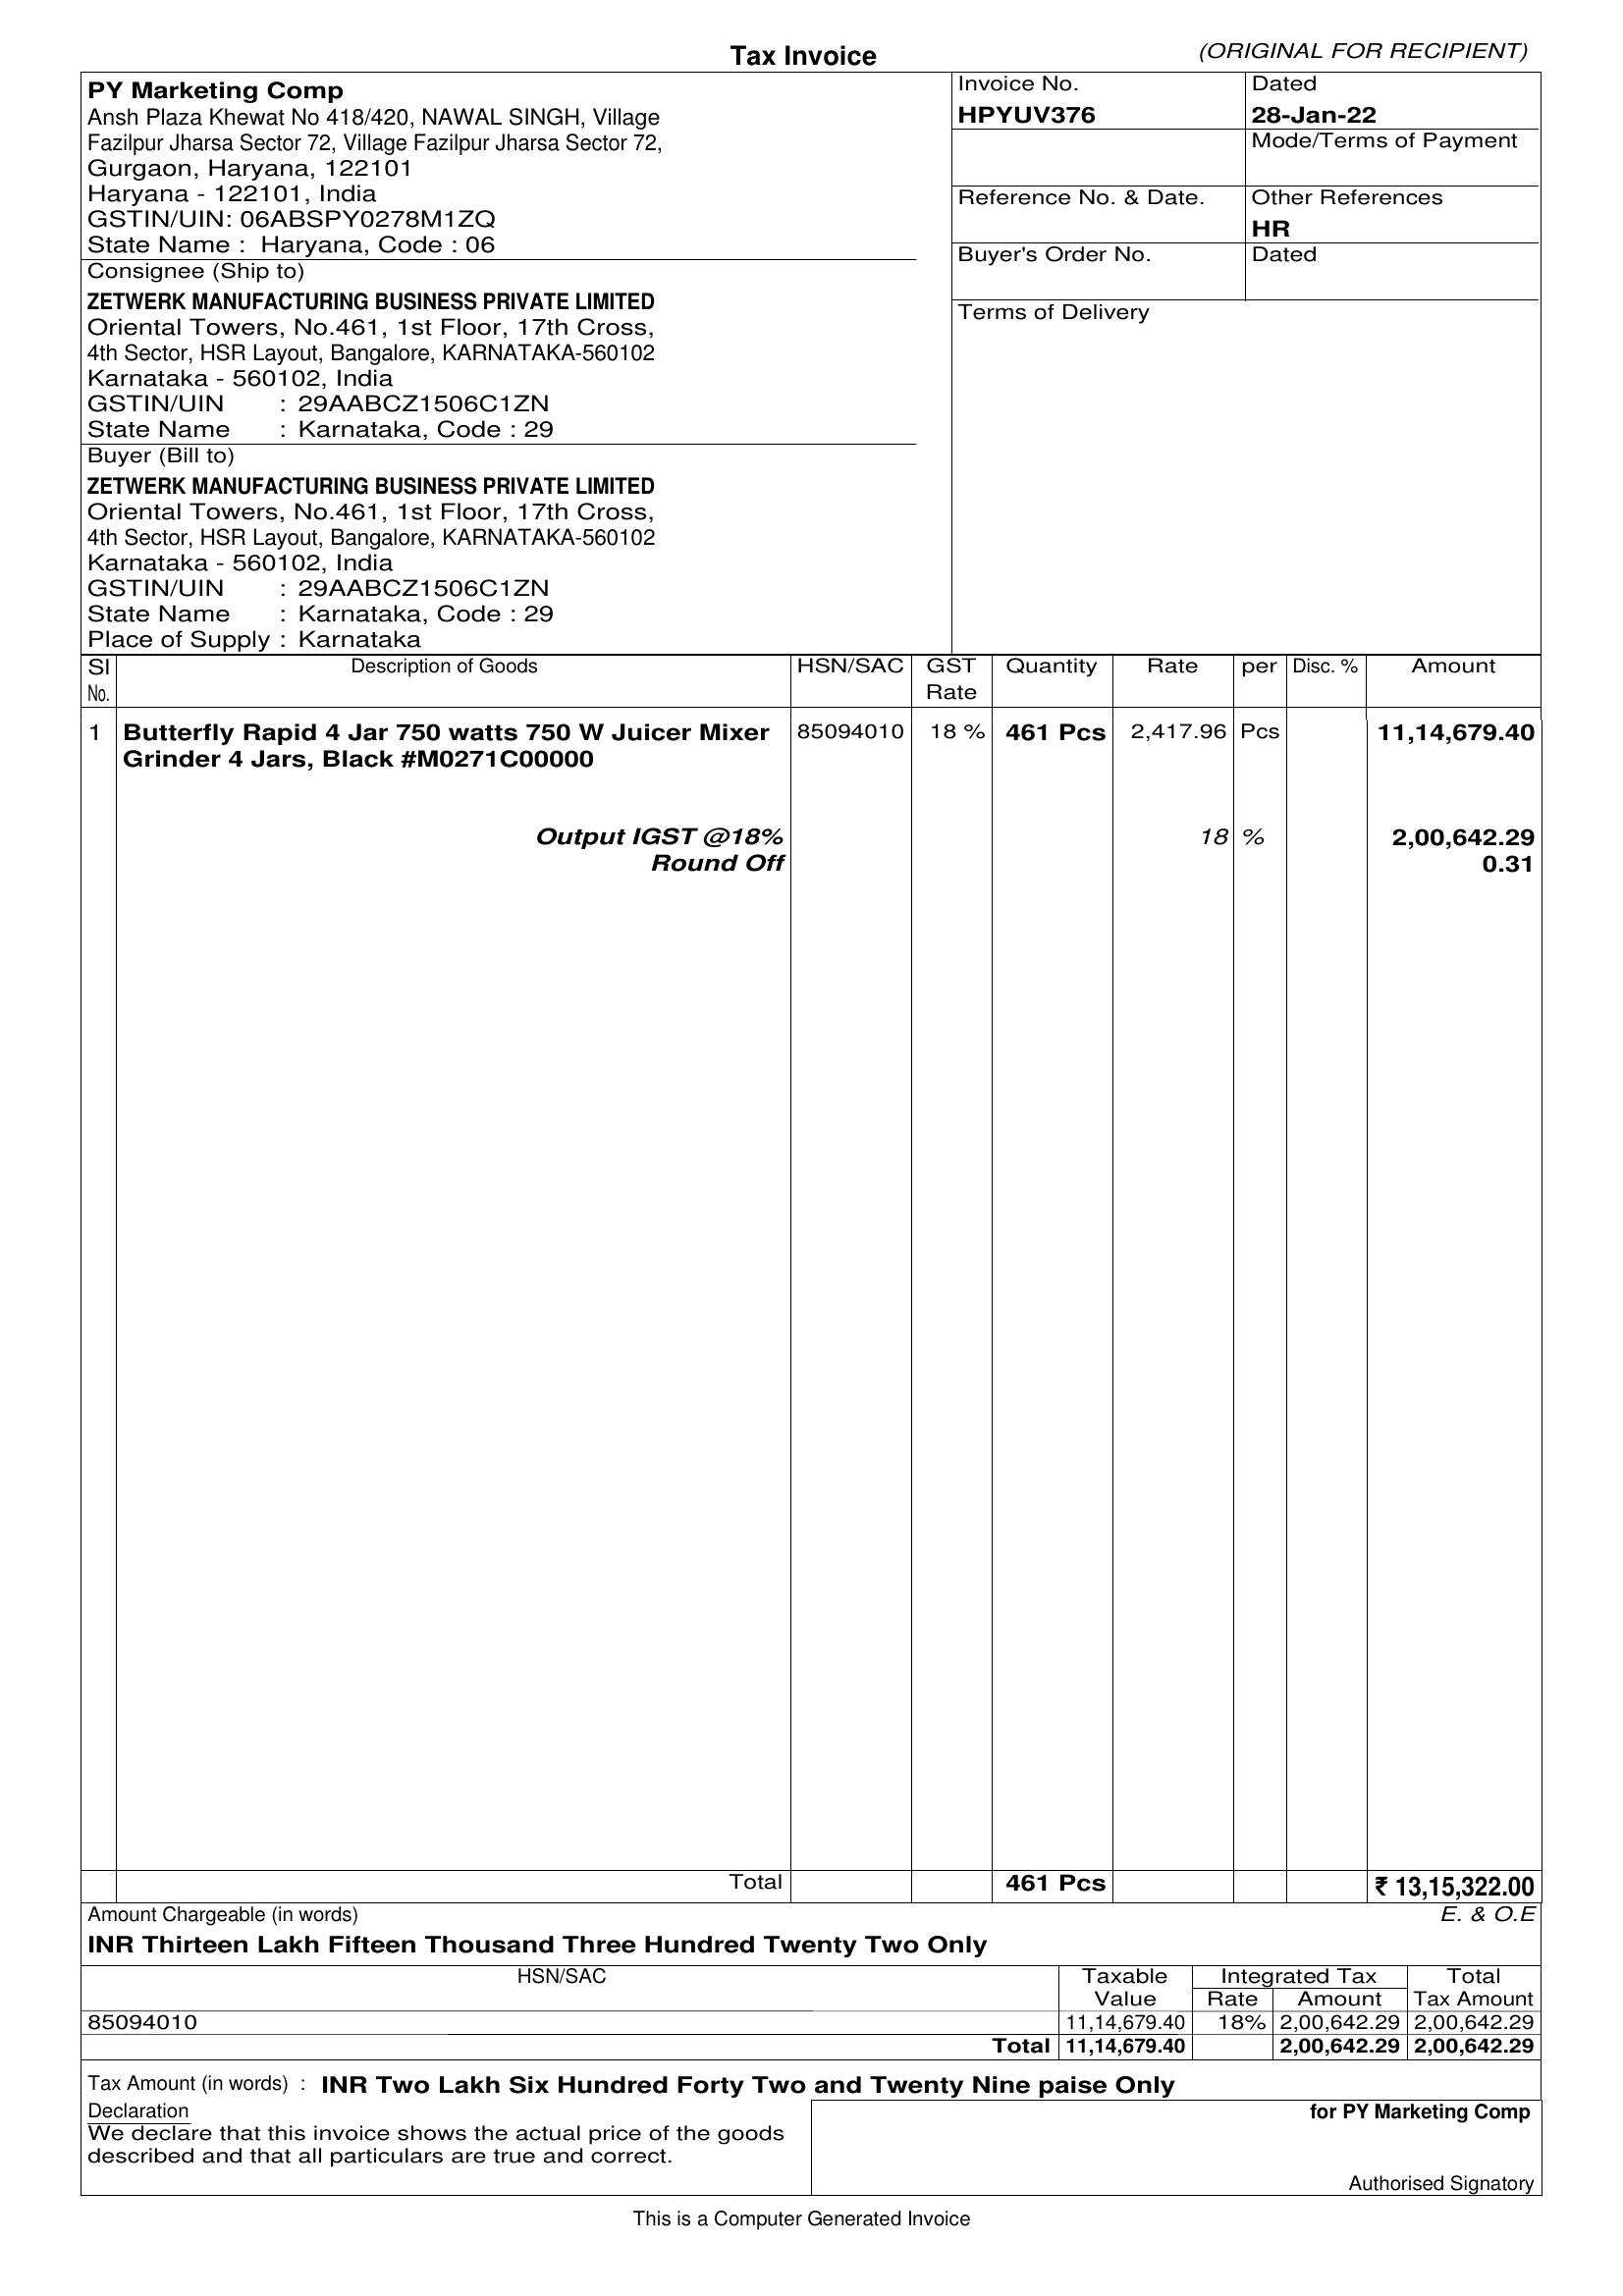 Tax Invoice
(ORIGINAL FOR RECIPIENT)
PY Marketing Comp
Ansh Plaza Khewat No 418/420, NAWAL SINGH, Village
Fazilpur Jharsa Sector 72, Village Fazilpur Jharsa Sector 72,
Gurgaon, Haryana, 122101
Haryana - 122101, India
GSTIN/UIN: 06ABSPY0278M1ZQ
State Name : Haryana, Code : 06
Invoice No.
HPYUV376
Dated
28-Jan-22
Mode/Terms of Payment
Reference No. & Date.
Other References
HR
Buyer's Order No.
Dated
Terms of Delivery
Consignee (Ship to)
ZETWERK MANUFACTURING BUSINESS PRIVATE LIMITED
Oriental Towers, No.461, 1st Floor, 17th Cross,
4th Sector, HSR Layout, Bangalore, KARNATAKA-560102
Karnataka - 560102, India
GSTIN/UIN : 29AABCZ1506C1ZN
State Name : Karnataka, Code : 29
Buyer (Bill to)
ZETWERK MANUFACTURING BUSINESS PRIVATE LIMITED
Oriental Towers, No.461, 1st Floor, 17th Cross,
4th Sector, HSR Layout, Bangalore, KARNATAKA-560102
Karnataka - 560102, India
GSTIN/UIN : 29AABCZ1506C1ZN
State Name : Karnataka, Code : 29
Place of Supply : Karnataka
Sl No. Description of Goods HSN/SAC GST Rate Quantity Rate per Disc. % Amount
1 Butterfly Rapid 4 Jar 750 watts 750 W Juicer Mixer 85094010 18 % 461 Pcs 2,417.96 Pcs 11,14,679.40
Grinder 4 Jars, Black #M0271C00000
Output IGST @18% 18 % 2,00,642.29
Round Off 0.31
Total 461 Pcs ₹ 13,15,322.00
Amount Chargeable (in words) E. & O.E
INR Thirteen Lakh Fifteen Thousand Three Hundred Twenty Two Only
HSN/SAC Taxable Integrated Tax Total
Value Rate Amount Tax Amount
85094010 11,14,679.40 18% 2,00,642.29 2,00,642.29
Total 11,14,679.40 2,00,642.29 2,00,642.29
Tax Amount (in words) : INR Two Lakh Six Hundred Forty Two and Twenty Nine paise Only
Declaration
We declare that this invoice shows the actual price of the goods
described and that all particulars are true and correct.
for PY Marketing Comp
Authorised Signatory
This is a Computer Generated Invoice